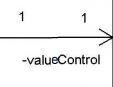 1 1
-valueControl